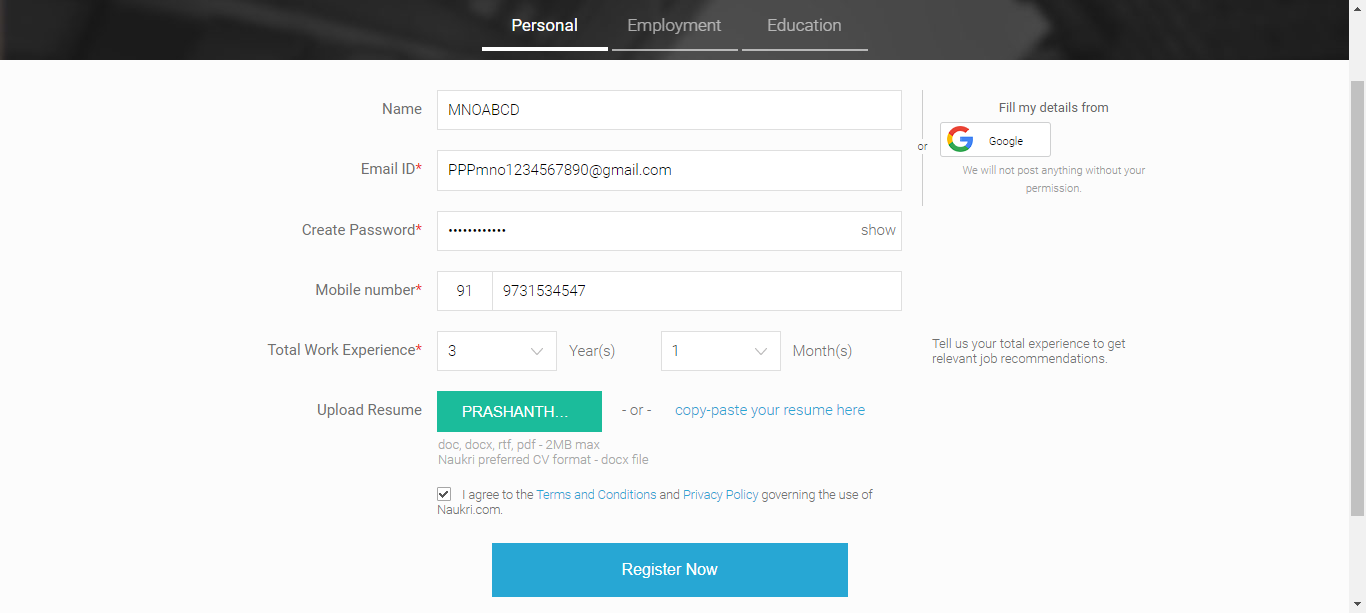 Personal Employment Education
Name MNOABCD
Fill my details from
or Google
Email ID* PPPmno1234567890@gmail.com
We will not post anything without your
permission.
Create Password* •••••••••••• show
Mobile number* 91 9731534547
Total Work Experience* 3 Year(s) 1 Month(s)
Tell us your total experience to get
relevant job recommendations.
Upload Resume PRASHANTH... - or - copy-paste your resume here
doc, docx, rtf, pdf - 2MB max
Naukri preferred CV format - docx file
I agree to the Terms and Conditions and Privacy Policy governing the use of
Naukri.com.
Register Now